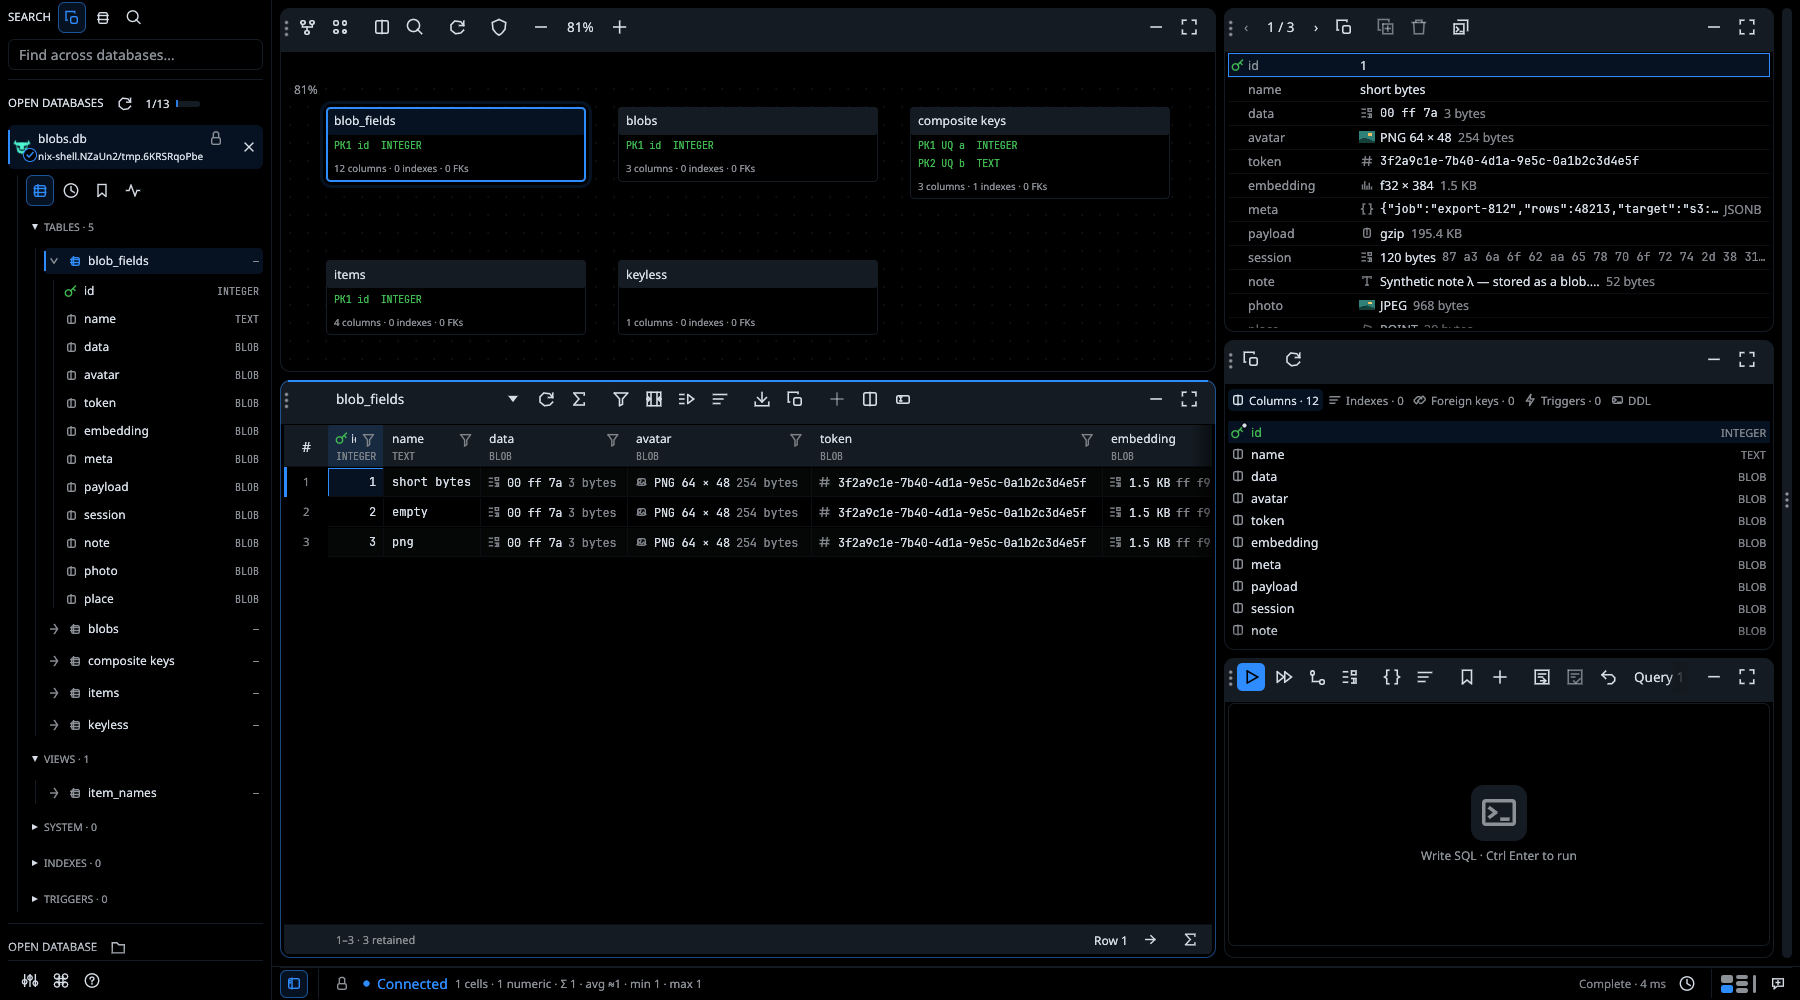 SEARCH
Find across databases...
OPEN DATABASES 1/13
blobs.db
nix-shell.NZaUn2/tmp.6KRSRqoPbe
TABLES · 5
blob_fields –
id INTEGER
name TEXT
data BLOB
avatar BLOB
token BLOB
embedding BLOB
meta BLOB
payload BLOB
session BLOB
note BLOB
photo BLOB
place BLOB
blobs –
composite keys –
items –
keyless –
VIEWS · 1
item_names –
SYSTEM · 0
INDEXES · 0
TRIGGERS · 0
OPEN DATABASE
81%
81%
blob_fields
PK1 id INTEGER
12 columns · 0 indexes · 0 FKs
blobs
PK1 id INTEGER
3 columns · 0 indexes · 0 FKs
composite keys
PK1 UQ a INTEGER
PK2 UQ b TEXT
3 columns · 1 indexes · 0 FKs
items
PK1 id INTEGER
4 columns · 0 indexes · 0 FKs
keyless
1 columns · 0 indexes · 0 FKs
blob_fields
# name data avatar token embedding
INTEGER TEXT BLOB BLOB BLOB BLOB
1 1 short bytes 00 ff 7a 3 bytes PNG 64 × 48 254 bytes # 3f2a9c1e-7b40-4d1a-9e5c-0a1b2c3d4e5f 1.5 KB ff f9
2 2 empty 00 ff 7a 3 bytes PNG 64 × 48 254 bytes # 3f2a9c1e-7b40-4d1a-9e5c-0a1b2c3d4e5f 1.5 KB ff f9
3 3 png 00 ff 7a 3 bytes PNG 64 × 48 254 bytes # 3f2a9c1e-7b40-4d1a-9e5c-0a1b2c3d4e5f 1.5 KB ff f9
1–3 · 3 retained
Row 1
1 / 3
id 1
name short bytes
data 00 ff 7a 3 bytes
avatar PNG 64 × 48 254 bytes
token # 3f2a9c1e-7b40-4d1a-9e5c-0a1b2c3d4e5f
embedding f32 × 384 1.5 KB
meta {} {"job":"export-812","rows":48213,"target":"s3:… JSONB
payload gzip 195.4 KB
session 120 bytes 87 a3 6a 6f 62 aa 65 78 70 6f 72 74 2d 38 31…
note Synthetic note λ — stored as a blob.… 52 bytes
photo JPEG 968 bytes
Columns · 12 Indexes · 0 Foreign keys · 0 Triggers · 0 DDL
id INTEGER
name TEXT
data BLOB
avatar BLOB
token BLOB
embedding BLOB
meta BLOB
payload BLOB
session BLOB
note BLOB
Query 1
Write SQL · Ctrl Enter to run
Connected 1 cells · 1 numeric · Σ 1 · avg ≈1 · min 1 · max 1
Complete · 4 ms